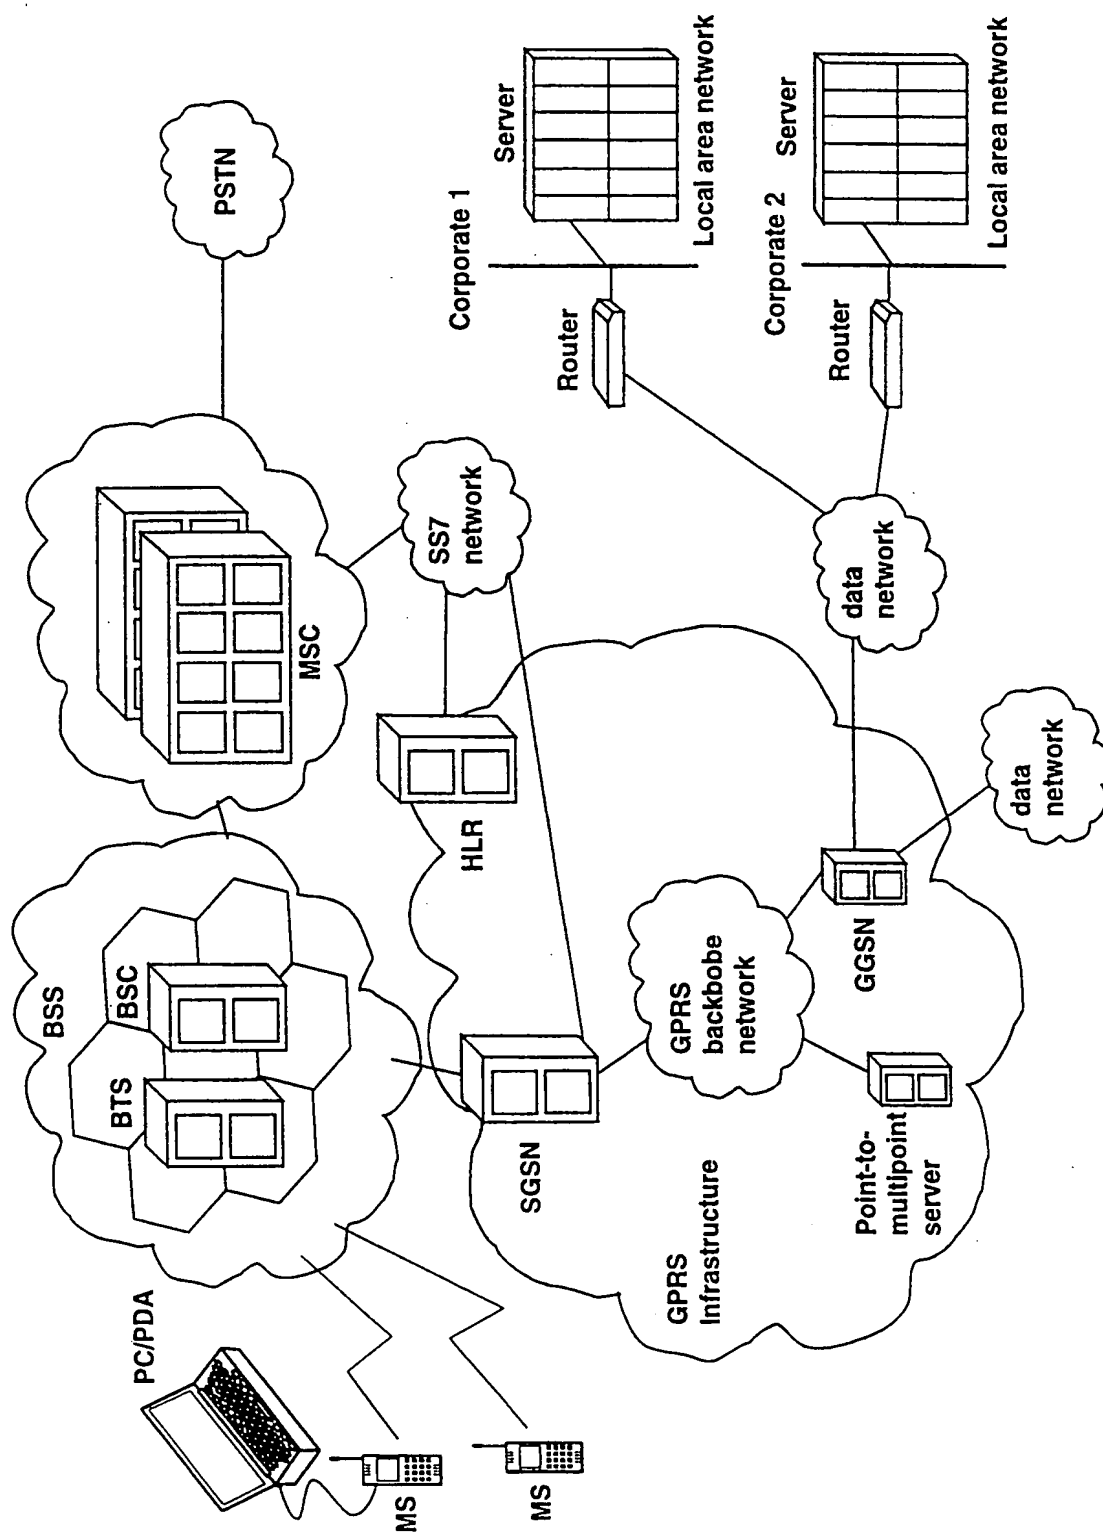 PC/PDA
MS
MS
BSS
BTS
BSC
MSC
PSTN
SGSN
HLR
SS7
network
GPRS
Infrastructure
GPRS
backbobe
network
Point-to-
multipoint
server
GGSN
data
network
data
network
Corporate 1
Router
Server
Local area network
Corporate 2
Router
Server
Local area network